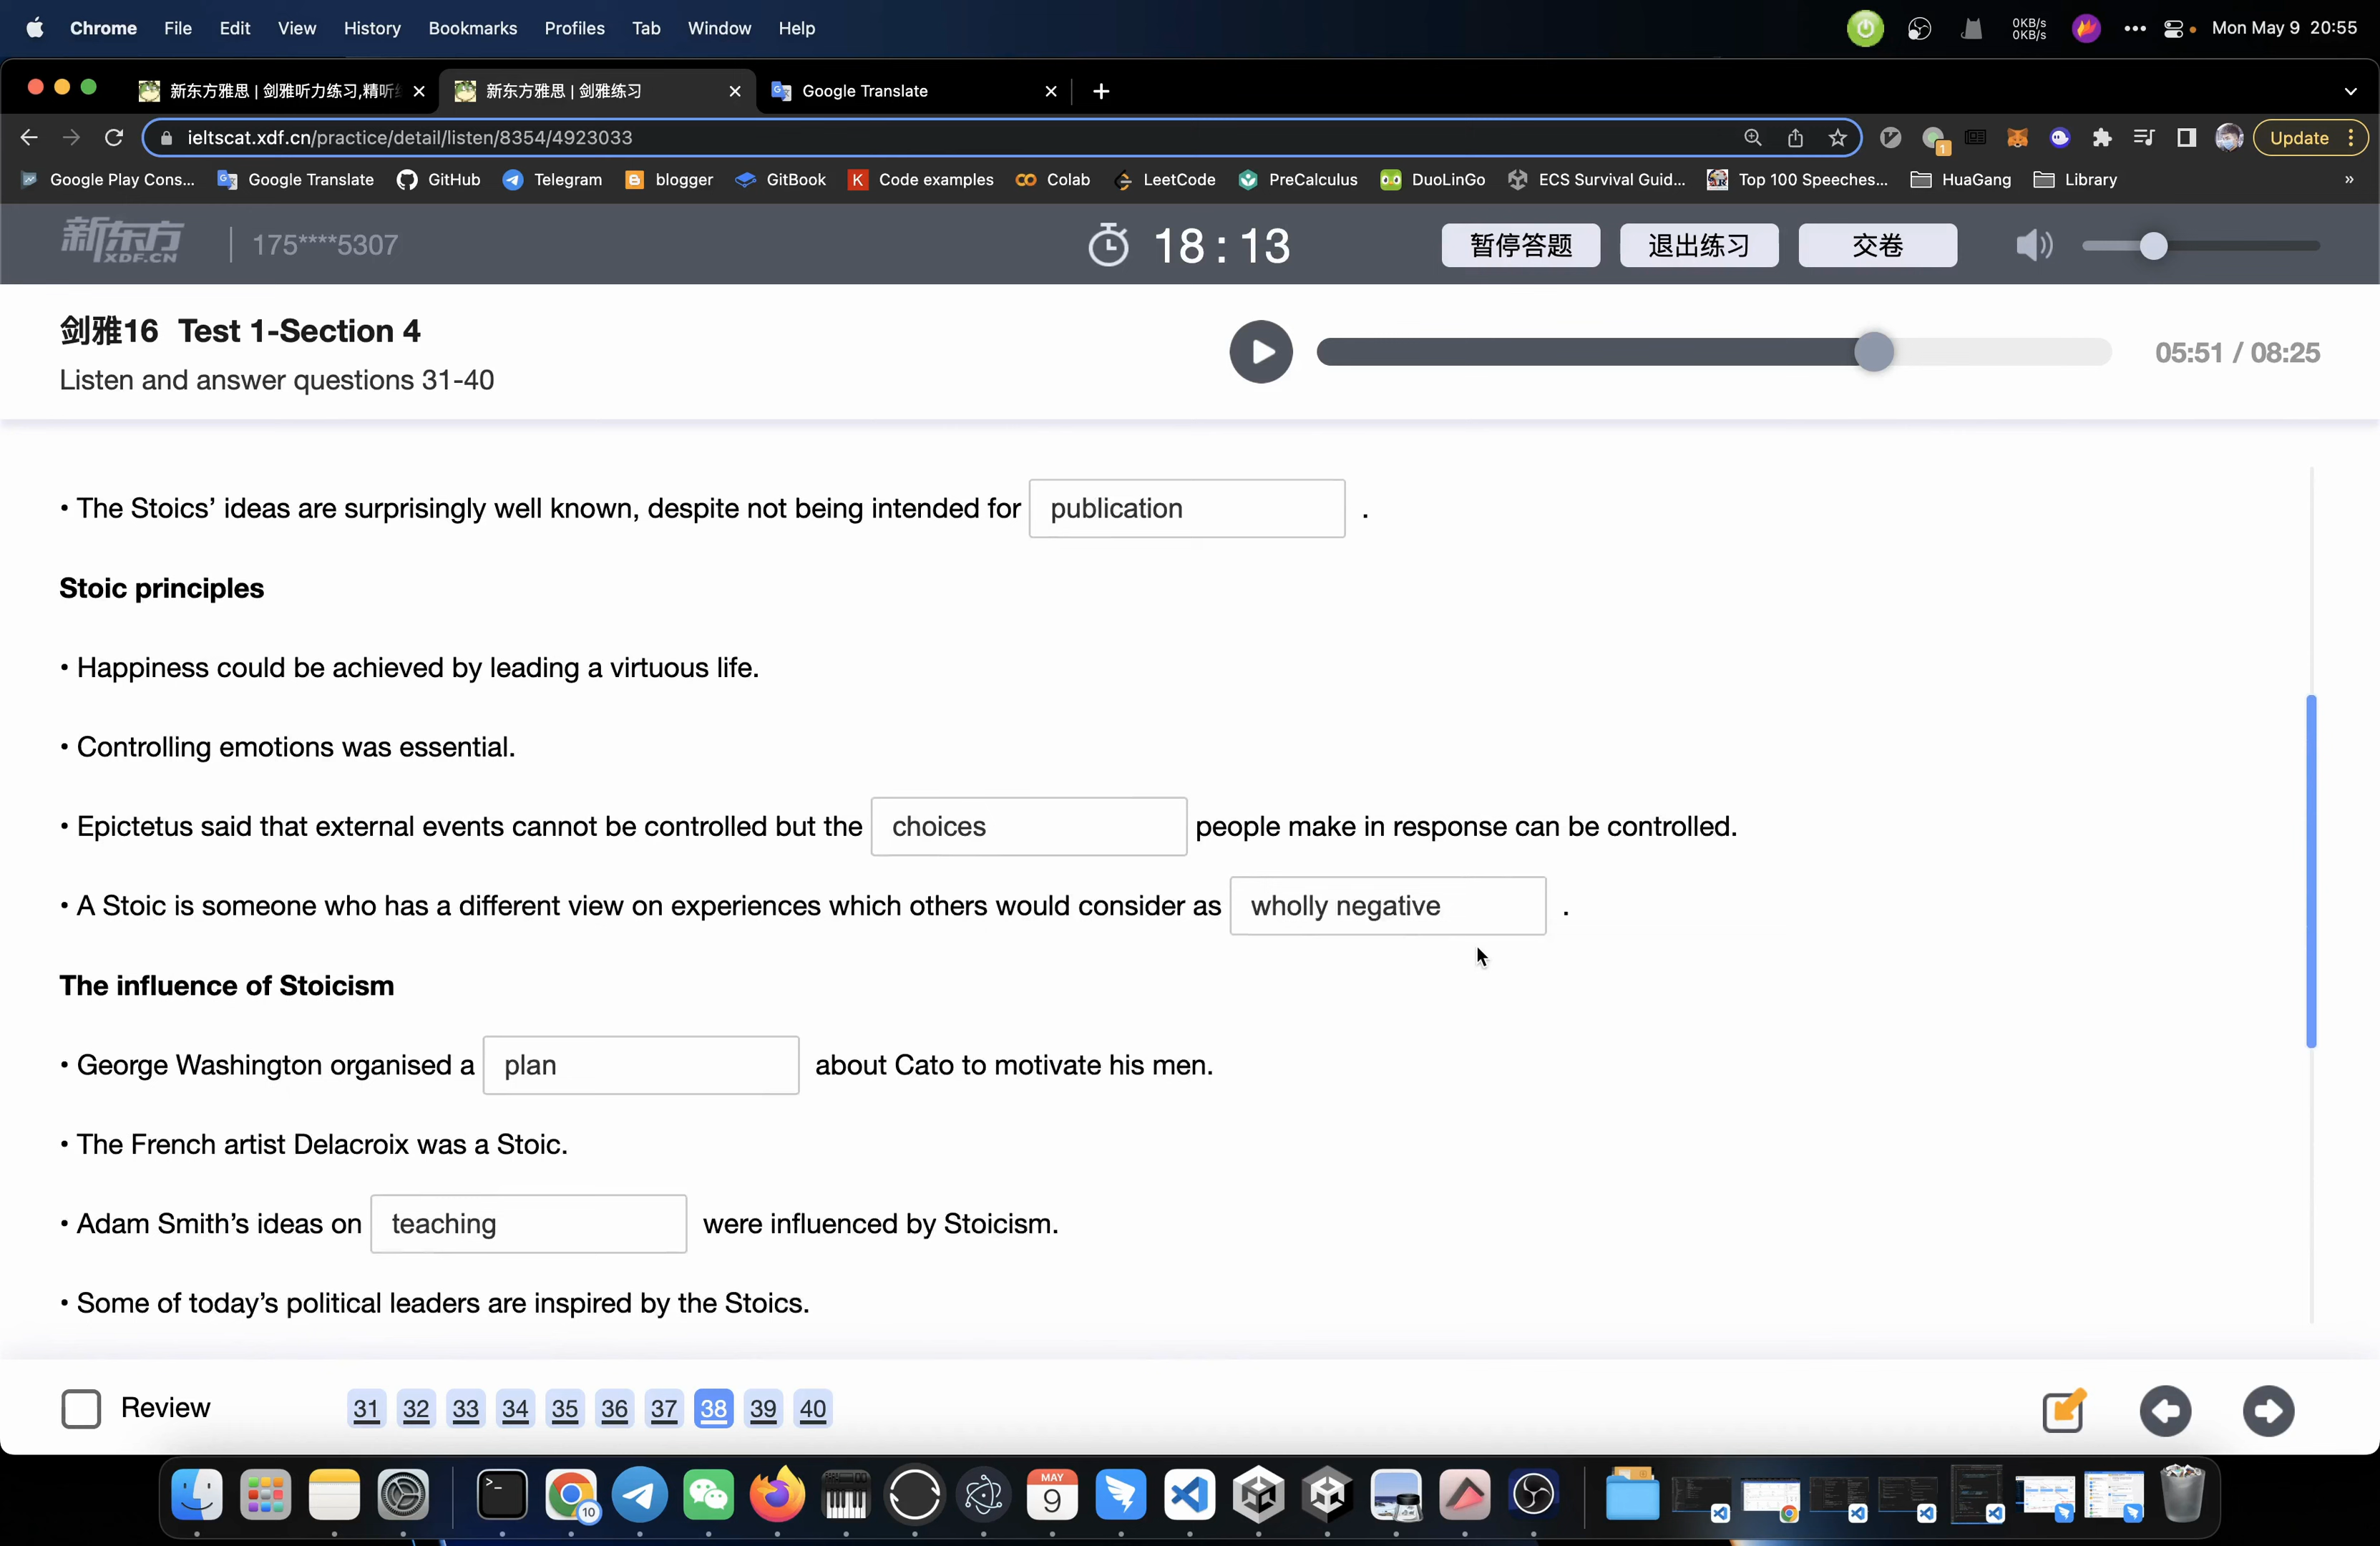 Chrome File Edit View History Bookmarks Profiles Tab Window Help
0KB/s
0KB/s
Mon May 9 20:55
新东方雅思 | 剑雅听力练习,精听
新东方雅思 | 剑雅练习
Google Translate
ieltscat.xdf.cn/practice/detail/listen/8354/4923033
1
Update
Google Play Cons... Google Translate GitHub Telegram blogger GitBook Code examples Colab LeetCode PreCalculus DuoLinGo ECS Survival Guid... Top 100 Speeches... HuaGang Library »
新东方
XDF.CN
175****5307
18 : 13
暂停答题
退出练习
交卷
剑雅16 Test 1-Section 4
Listen and answer questions 31-40
05:51 / 08:25
• The Stoics’ ideas are surprisingly well known, despite not being intended for publication .
Stoic principles
• Happiness could be achieved by leading a virtuous life.
• Controlling emotions was essential.
• Epictetus said that external events cannot be controlled but the choices people make in response can be controlled.
• A Stoic is someone who has a different view on experiences which others would consider as wholly negative .
The influence of Stoicism
• George Washington organised a plan about Cato to motivate his men.
• The French artist Delacroix was a Stoic.
• Adam Smith’s ideas on teaching were influenced by Stoicism.
• Some of today’s political leaders are inspired by the Stoics.
Review
31 32 33 34 35 36 37 38 39 40
10
MAY
9